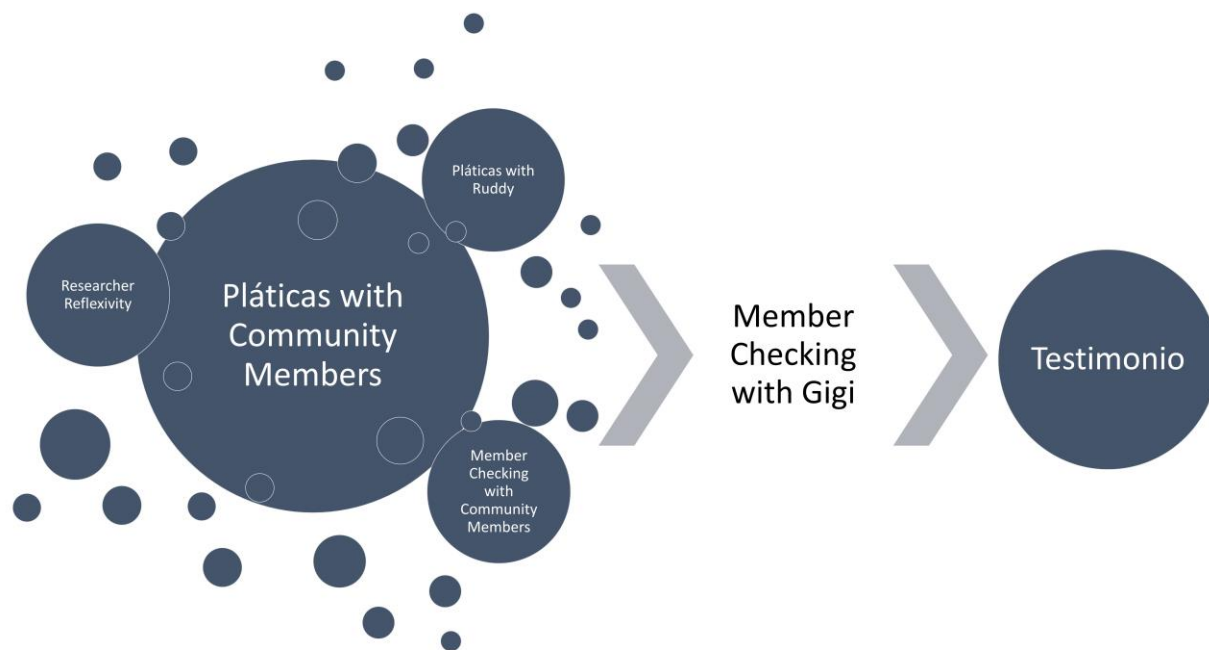 Pláticas with
Ruddy
Researcher
Reflexivity
Pláticas with
Community
Members
Member
Checking
with
Community
Members
Member
Checking
with Gigi
Testimonio